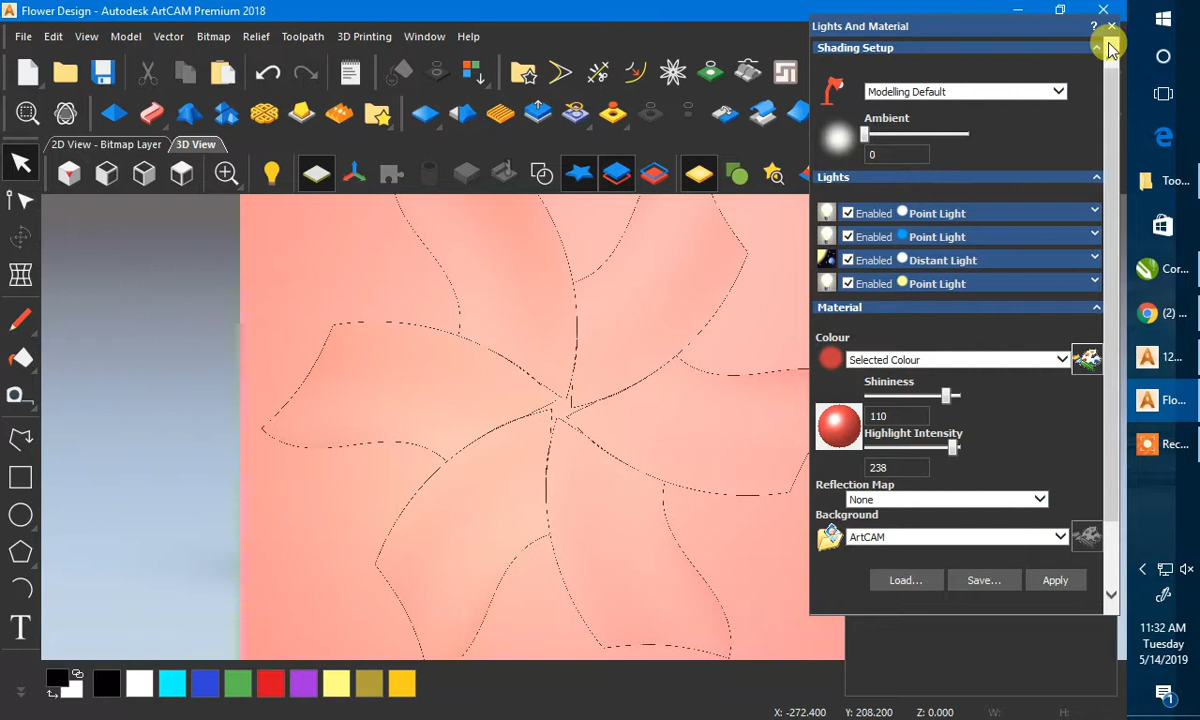 Flower Design - Autodesk ArtCAM Premium 2018
File Edit View Model Vector Bitmap Relief Toolpath 3D Printing Window Help
2D View - Bitmap Layer 3D View
Lights And Material
?
Shading Setup
Modelling Default
Ambient
0
Lights
Enabled Point Light
Enabled Point Light
Enabled Distant Light
Enabled Point Light
Material
Colour
Selected Colour
Shininess
110
Highlight Intensity
238
Reflection Map
None
Background
ArtCAM
Load... Save... Apply
X: -272.400 Y: 208.200 Z: 0.000 W: H:
Too...
Cor...
(2) ...
12...
Flo...
Rec...
11:32 AM
Tuesday
5/14/2019
1